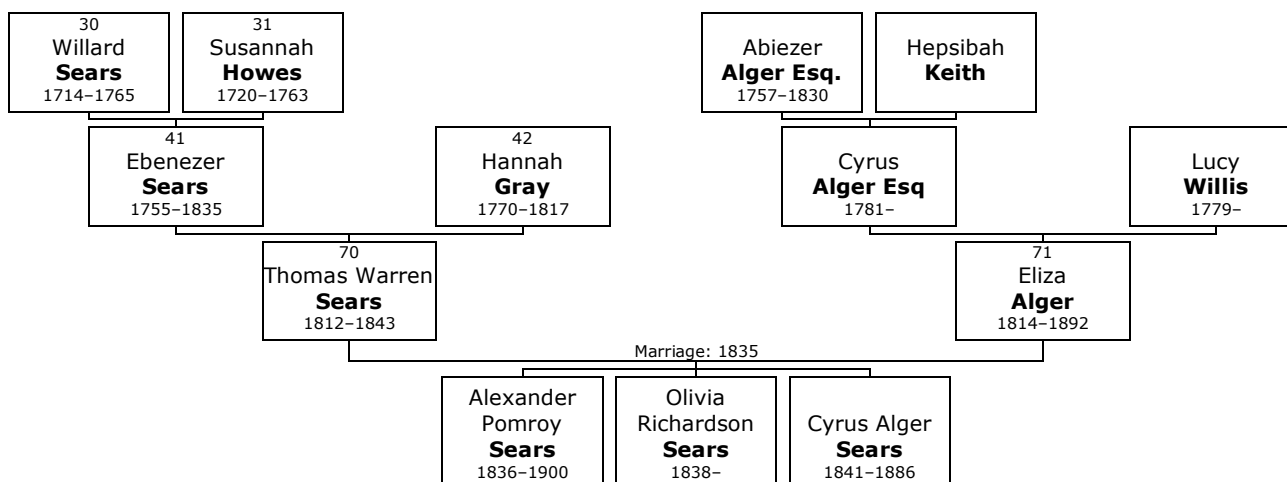 30
Willard
Sears
1714–1765
31
Susannah
Howes
1720–1763
Abiezer
Alger Esq.
1757–1830
Hepsibah
Keith
41
Ebenezer
Sears
1755–1835
42
Hannah
Gray
1770–1817
Cyrus
Alger Esq
1781–
Lucy
Willis
1779–
70
Thomas Warren
Sears
1812–1843
71
Eliza
Alger
1814–1892
Marriage: 1835
Alexander
Pomroy
Sears
1836–1900
Olivia
Richardson
Sears
1838–
Cyrus Alger
Sears
1841–1886